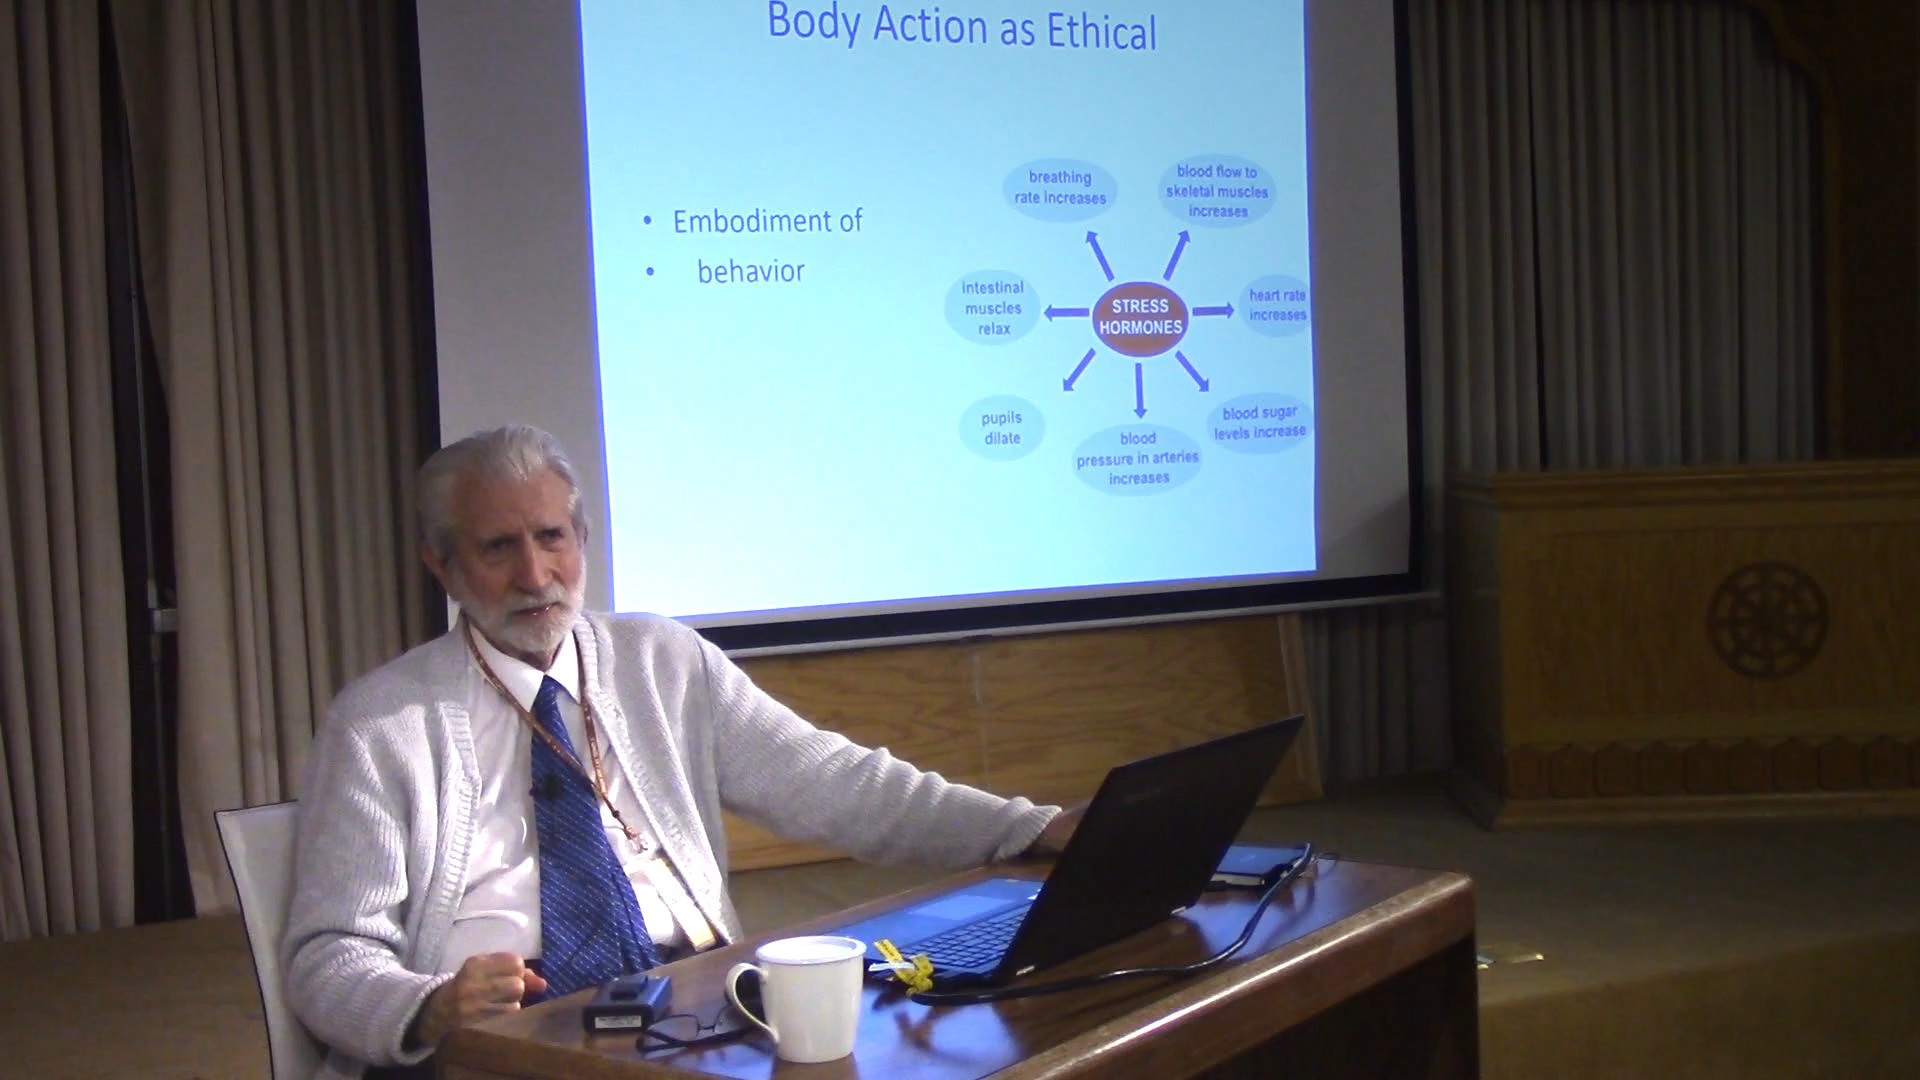 Body Action as Ethical
• Embodiment of
• behavior
breathing
rate increases
blood flow to
skeletal muscles
increases
intestinal
muscles
relax
STRESS
HORMONES
heart rate
increases
pupils
dilate
blood
pressure in arteries
increases
blood sugar
levels increase